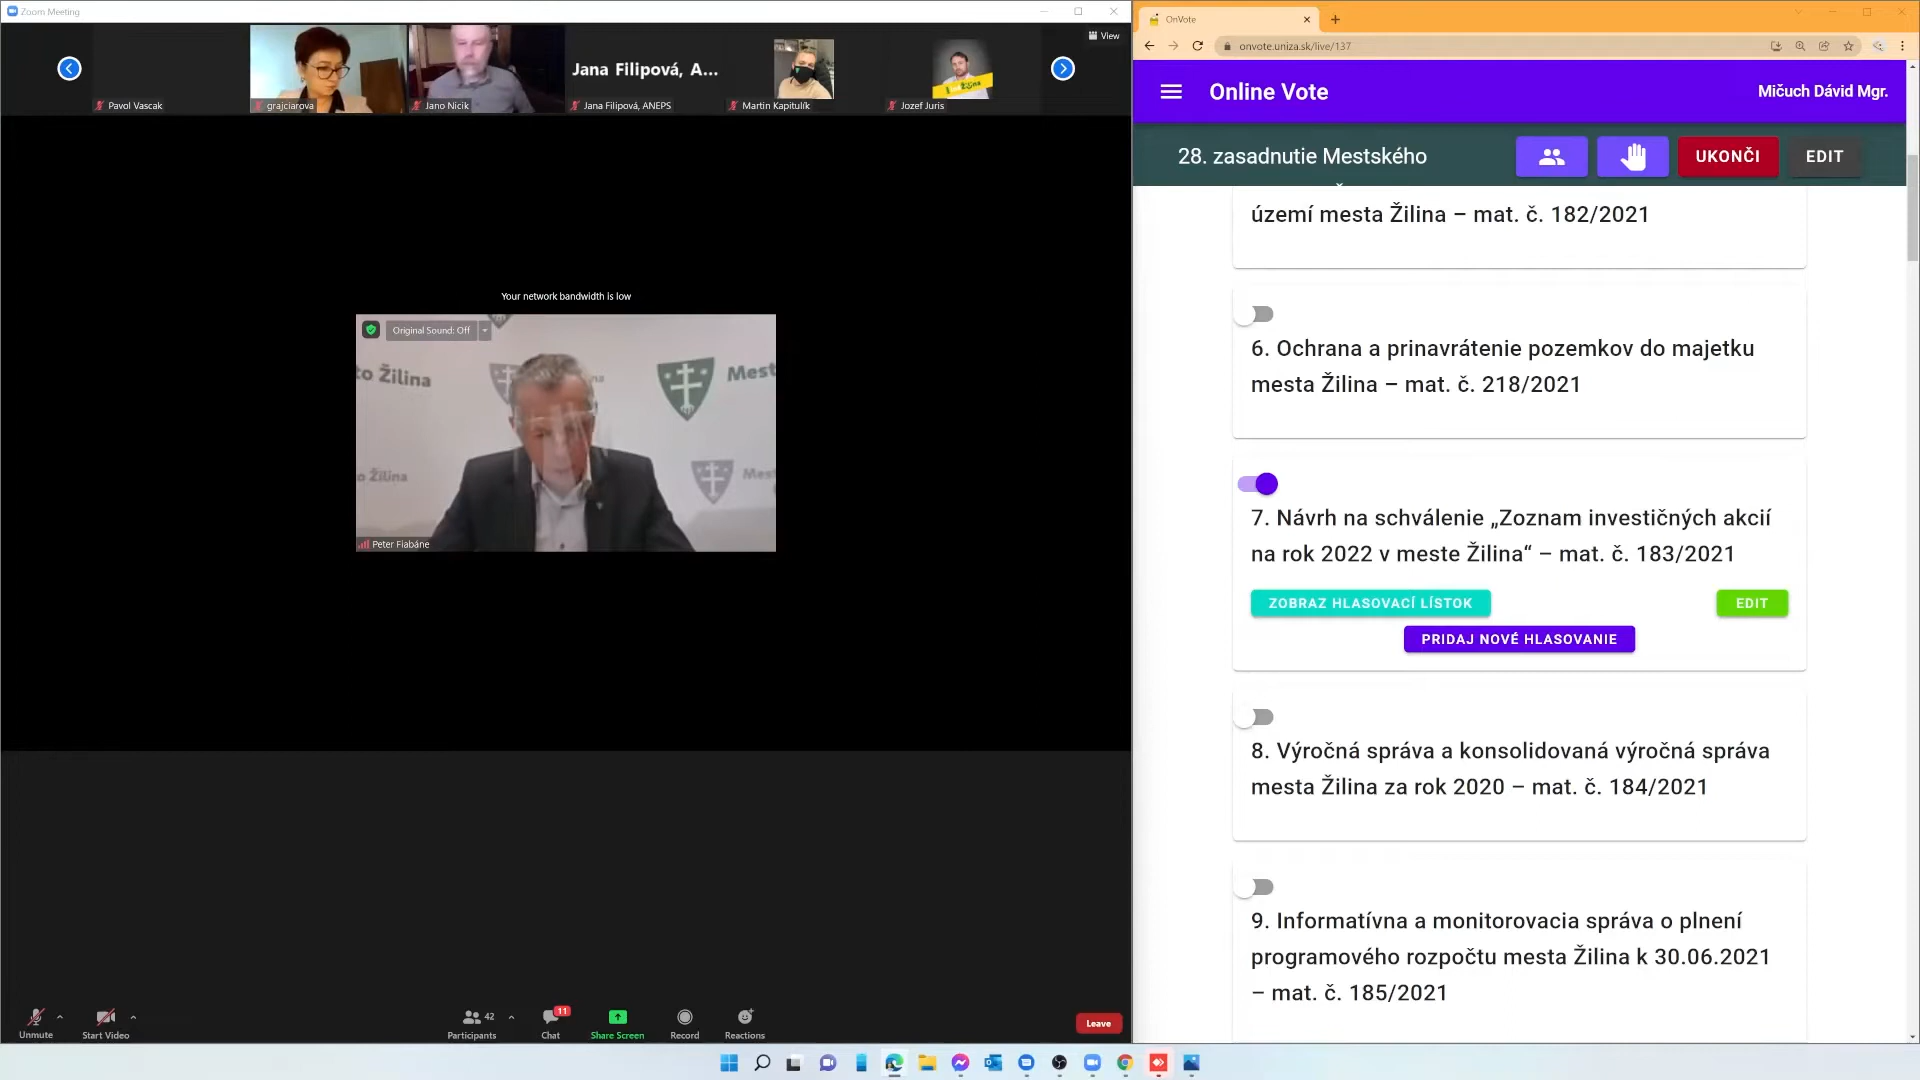 Zoom Meeting
View
Pavol Vascak
grajciarova
Jano Nicík
Jana Filipová, A...
Jana Filipová, ANEPS
Martin Kapitulík
Jozef Juris
Your network bandwidth is low
Original Sound: Off
to Žilina
Mest
o Žilina
Mest
Peter Fiabáne
Unmute
Start Video
42
Participants
11
Chat
Share Screen
Record
Reactions
Leave
OnVote
onvote.uniza.sk/live/137
Online Vote
Mičuch Dávid Mgr.
28. zasadnutie Mestského
UKONČI
EDIT
území mesta Žilina – mat. č. 182/2021
6. Ochrana a prinavrátenie pozemkov do majetku
mesta Žilina – mat. č. 218/2021
7. Návrh na schválenie „Zoznam investičných akcií
na rok 2022 v meste Žilina“ – mat. č. 183/2021
ZOBRAZ HLASOVACÍ LÍSTOK
EDIT
PRIDAJ NOVÉ HLASOVANIE
8. Výročná správa a konsolidovaná výročná správa
mesta Žilina za rok 2020 – mat. č. 184/2021
9. Informatívna a monitorovacia správa o plnení
programového rozpočtu mesta Žilina k 30.06.2021
– mat. č. 185/2021